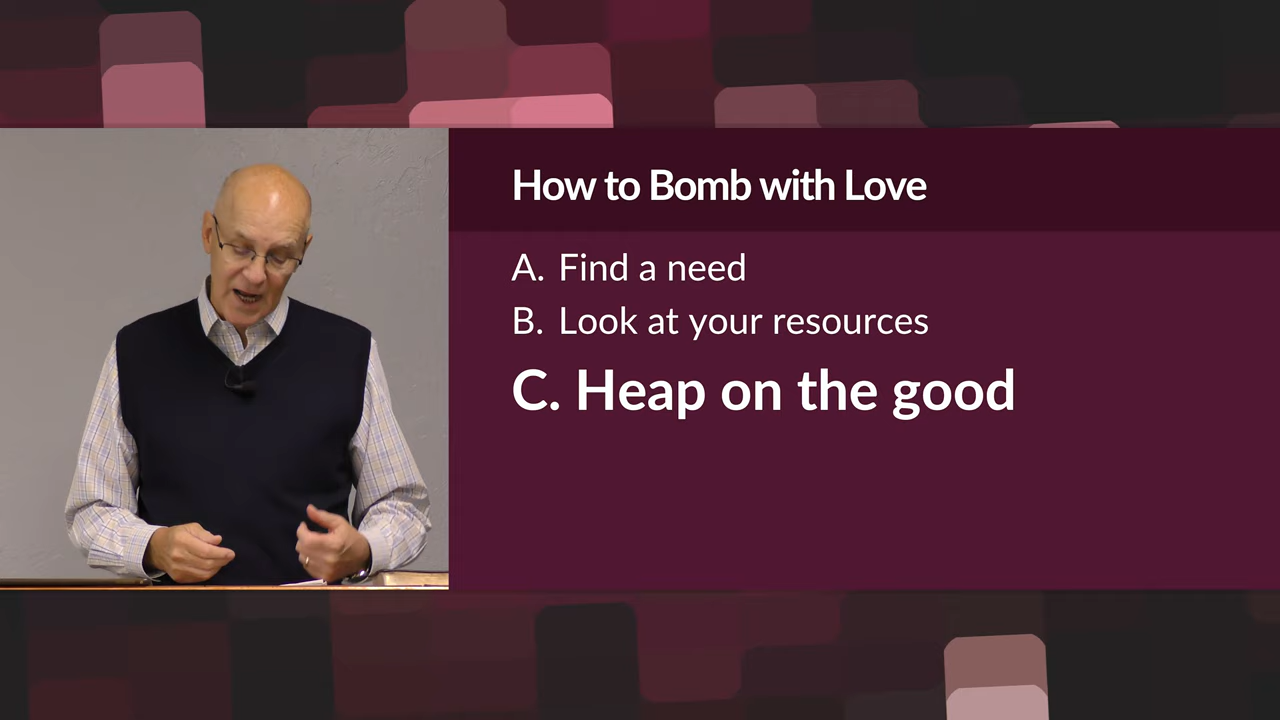 How to Bomb with Love
A. Find a need
B. Look at your resources
C. Heap on the good